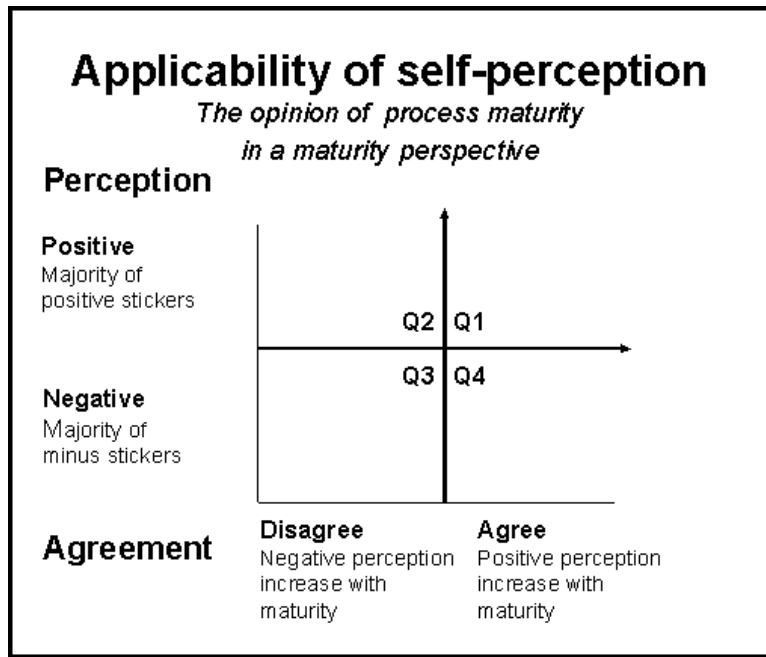 Applicability of self-perception
The opinion of process maturity
in a maturity perspective
Perception
Positive
Majority of
positive stickers
Q2 Q1
Q3 Q4
Negative
Majority of
minus stickers
Agreement
Disagree
Negative perception
increase with
maturity
Agree
Positive perception
increase with
maturity